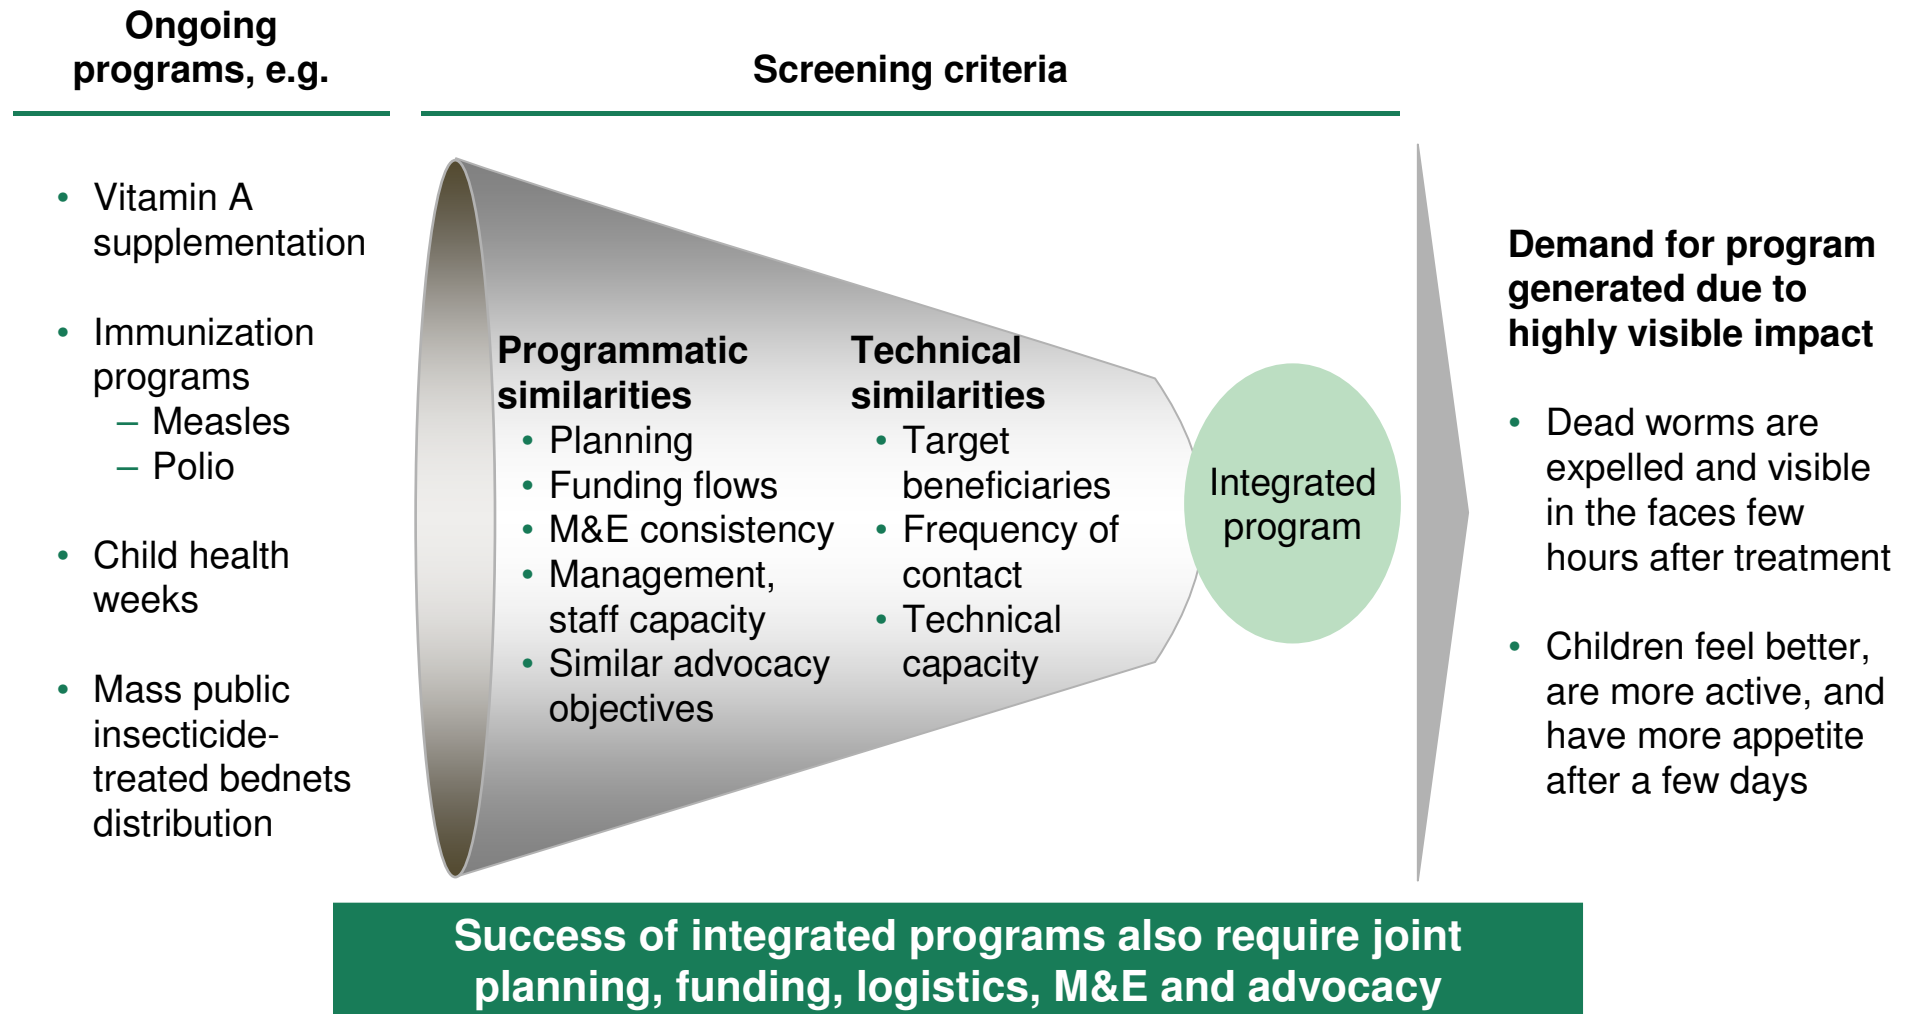 Ongoing
programs, e.g.
Screening criteria
• Vitamin A
supplementation
• Immunization
programs
– Measles
– Polio
• Child health
weeks
• Mass public
insecticide-
treated bednets
distribution
Programmatic
similarities
• Planning
• Funding flows
• M&E consistency
• Management,
staff capacity
• Similar advocacy
objectives
Technical
similarities
• Target
beneficiaries
• Frequency of
contact
• Technical
capacity
Integrated
program
Demand for program
generated due to
highly visible impact
• Dead worms are
expelled and visible
in the faces few
hours after treatment
• Children feel better,
are more active, and
have more appetite
after a few days
Success of integrated programs also require joint
planning, funding, logistics, M&E and advocacy